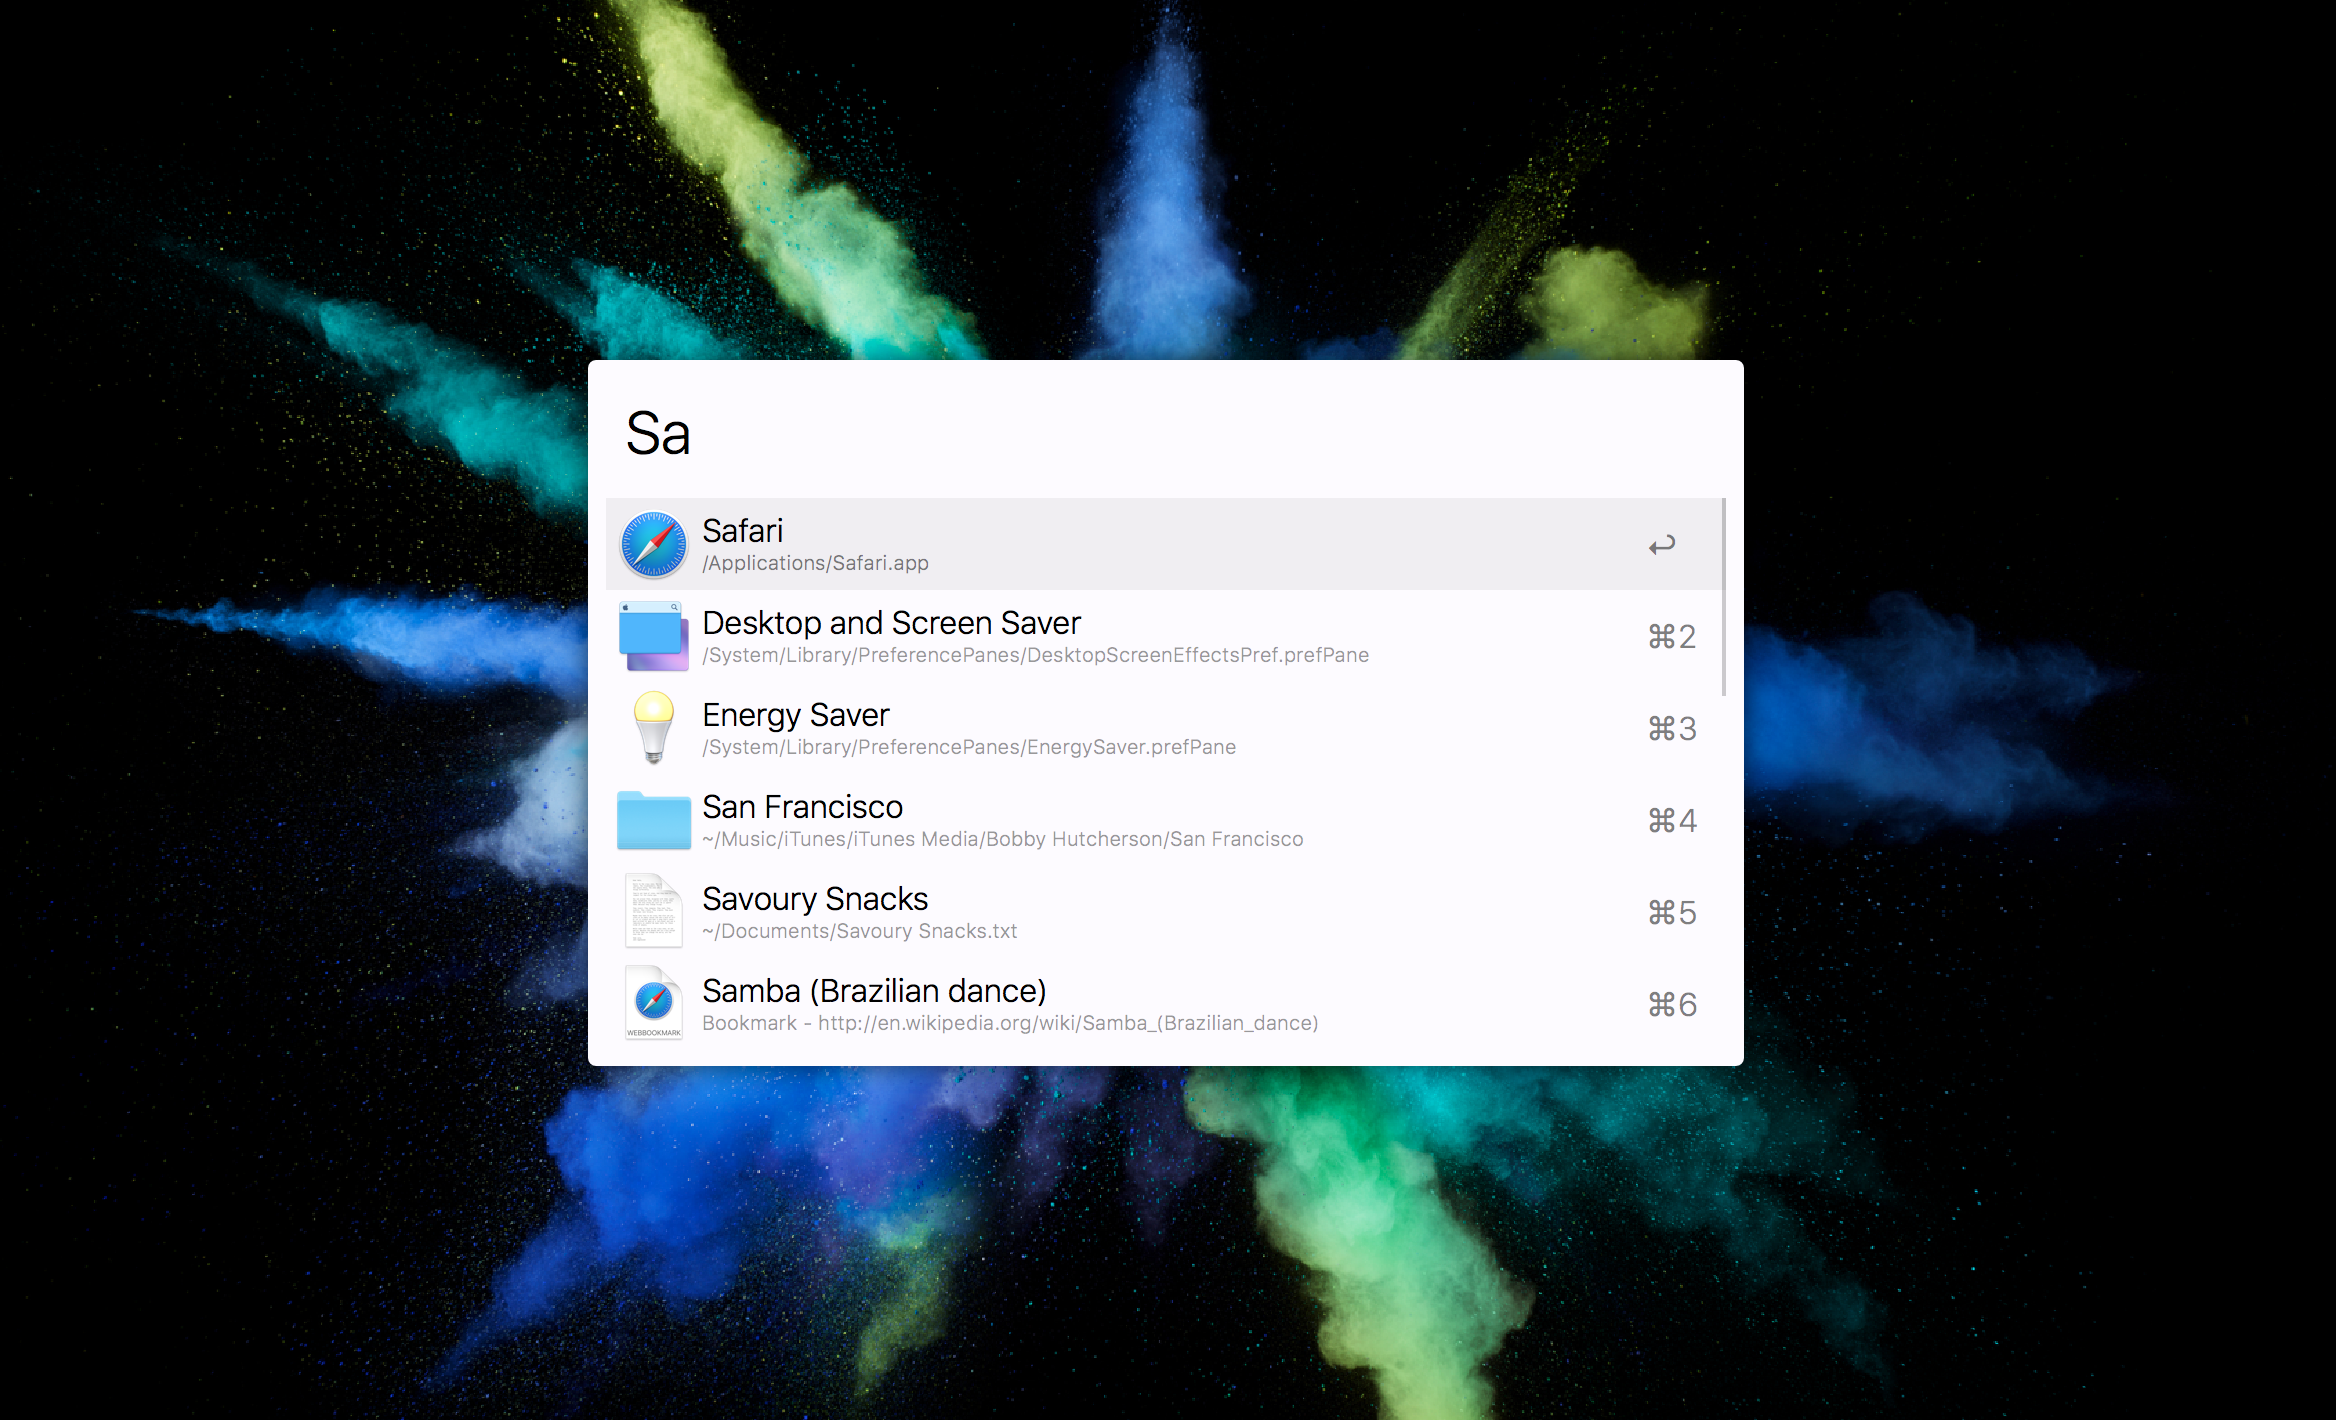 Sa
Safari
/Applications/Safari.app
↩
Desktop and Screen Saver
/System/Library/PreferencePanes/DesktopScreenEffectsPref.prefPane
⌘2
Energy Saver
/System/Library/PreferencePanes/EnergySaver.prefPane
⌘3
San Francisco
~/Music/iTunes/iTunes Media/Bobby Hutcherson/San Francisco
⌘4
Savoury Snacks
~/Documents/Savoury Snacks.txt
⌘5
Samba (Brazilian dance)
Bookmark - http://en.wikipedia.org/wiki/Samba_(Brazilian_dance)
⌘6
WEBBOOKMARK